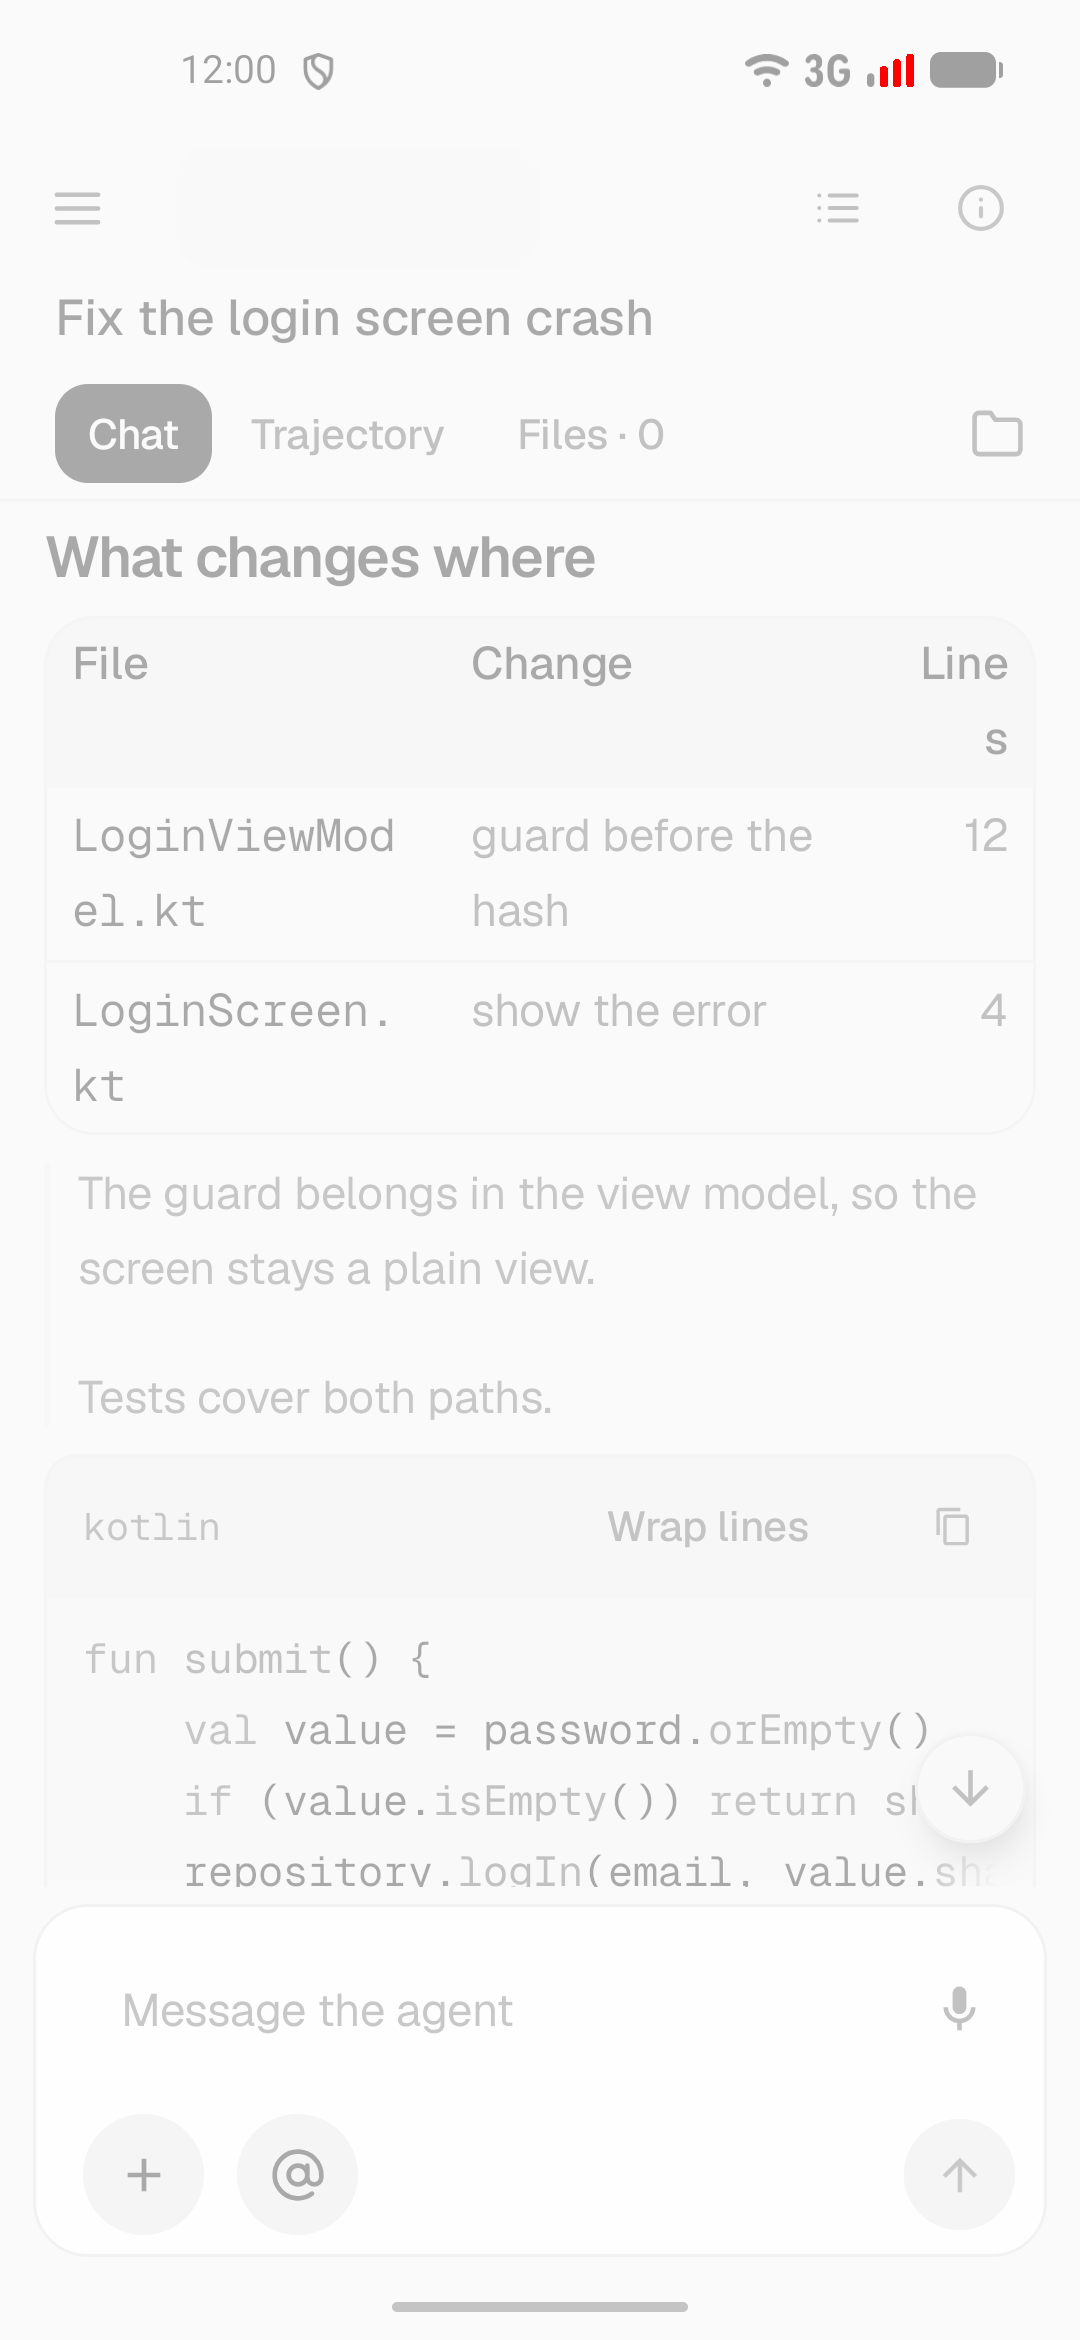 12:00
3G
Fix the login screen crash
Chat
Trajectory
Files · 0
What changes where
File Change Line
s
LoginViewMod guard before the 12
el.kt hash
LoginScreen. show the error 4
kt
The guard belongs in the view model, so the
screen stays a plain view.
Tests cover both paths.
kotlin
Wrap lines
fun submit() {
val value = password.orEmpty()
if (value.isEmpty()) return
repository.logIn(email, value.sha
Message the agent